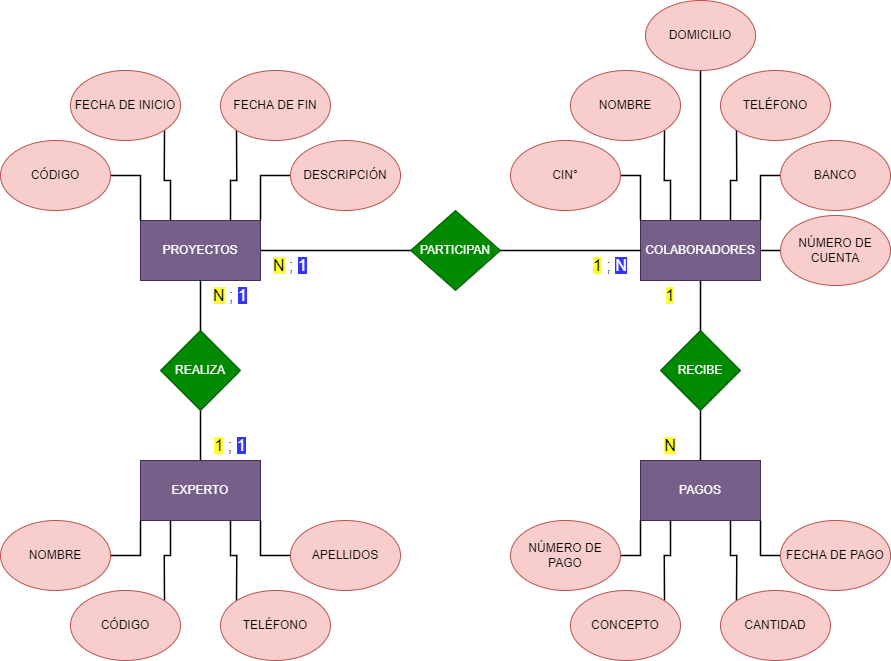 DOMICILIO
FECHA DE INICIO
FECHA DE FIN
NOMBRE
TELÉFONO
CÓDIGO
DESCRIPCIÓN
CIN°
BANCO
PROYECTOS
PARTICIPAN
COLABORADORES
NÚMERO DE
CUENTA
N ; 1
1 ; N
N ; 1
1
REALIZA
RECIBE
1 ; 1
N
EXPERTO
PAGOS
NOMBRE
APELLIDOS
NÚMERO DE
PAGO
FECHA DE PAGO
CÓDIGO
TELÉFONO
CONCEPTO
CANTIDAD